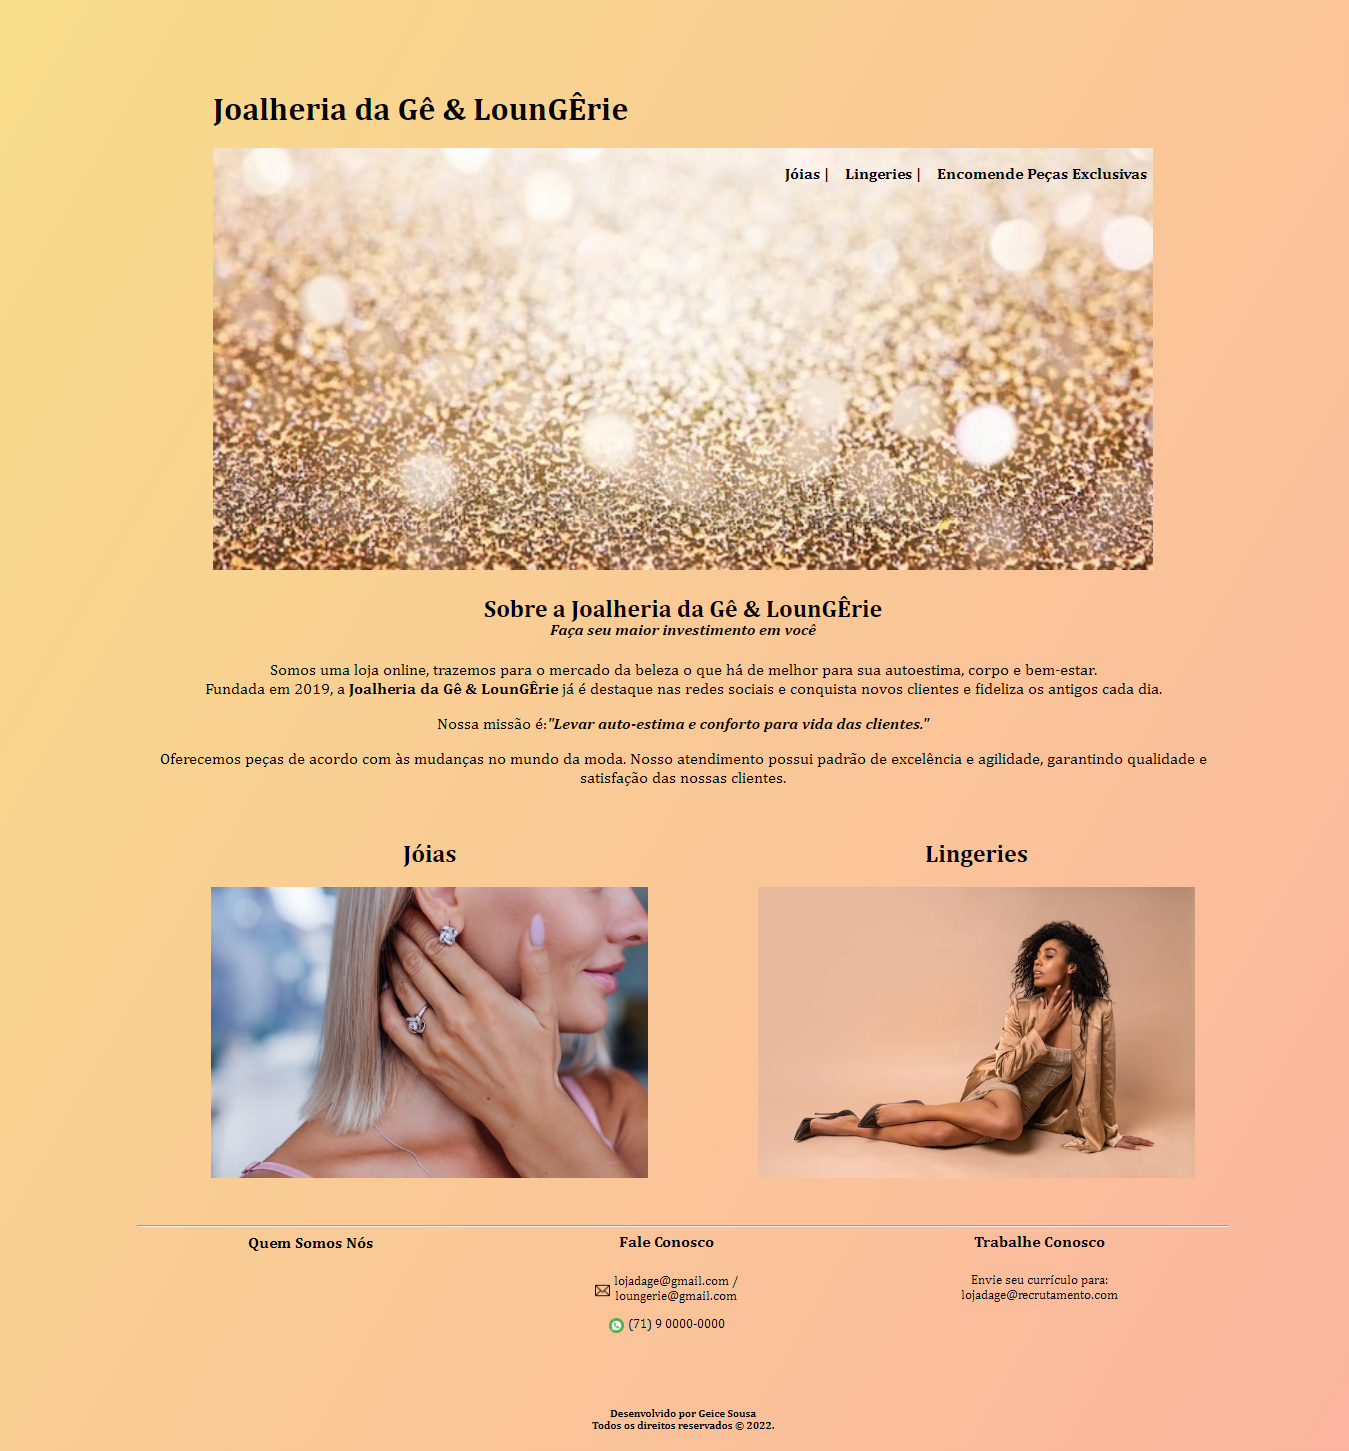 Joalheria da Gê & LounGÊrie
Jóias | Lingeries | Encomende Peças Exclusivas
Sobre a Joalheria da Gê & LounGÊrie
Faça seu maior investimento em você
Somos uma loja online, trazemos para o mercado da beleza o que há de melhor para sua autoestima, corpo e bem-estar.
Fundada em 2019, a Joalheria da Gê & LounGÊrie já é destaque nas redes sociais e conquista novos clientes e fideliza os antigos cada dia.
Nossa missão é:"Levar auto-estima e conforto para vida das clientes."
Oferecemos peças de acordo com às mudanças no mundo da moda. Nosso atendimento possui padrão de excelência e agilidade, garantindo qualidade e
satisfação das nossas clientes.
Jóias
Lingeries
Quem Somos Nós
Fale Conosco
lojadage@gmail.com /
loungerie@gmail.com
(71) 9 0000-0000
Trabalhe Conosco
Envie seu currículo para:
lojadage@recrutamento.com
Desenvolvido por Geice Sousa
Todos os direitos reservados © 2022.